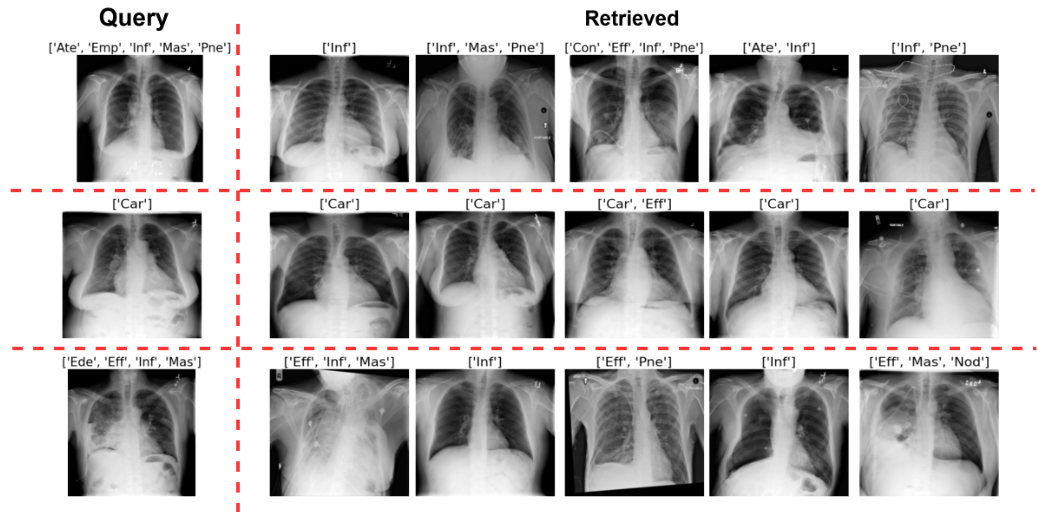 Query
Retrieved
['Ate', 'Emp', 'Inf', 'Mas', 'Pne']
['Inf']
['Inf', 'Mas', 'Pne']
['Con', 'Eff', 'Inf', 'Pne']
['Ate', 'Inf']
['Inf', 'Pne']
['Car']
['Car']
['Car']
['Car', 'Eff']
['Car']
['Car']
['Ede', 'Eff', 'Inf', 'Mas']
['Eff', 'Inf', 'Mas']
['Inf']
['Eff', 'Pne']
['Inf']
['Eff', 'Mas', 'Nod']